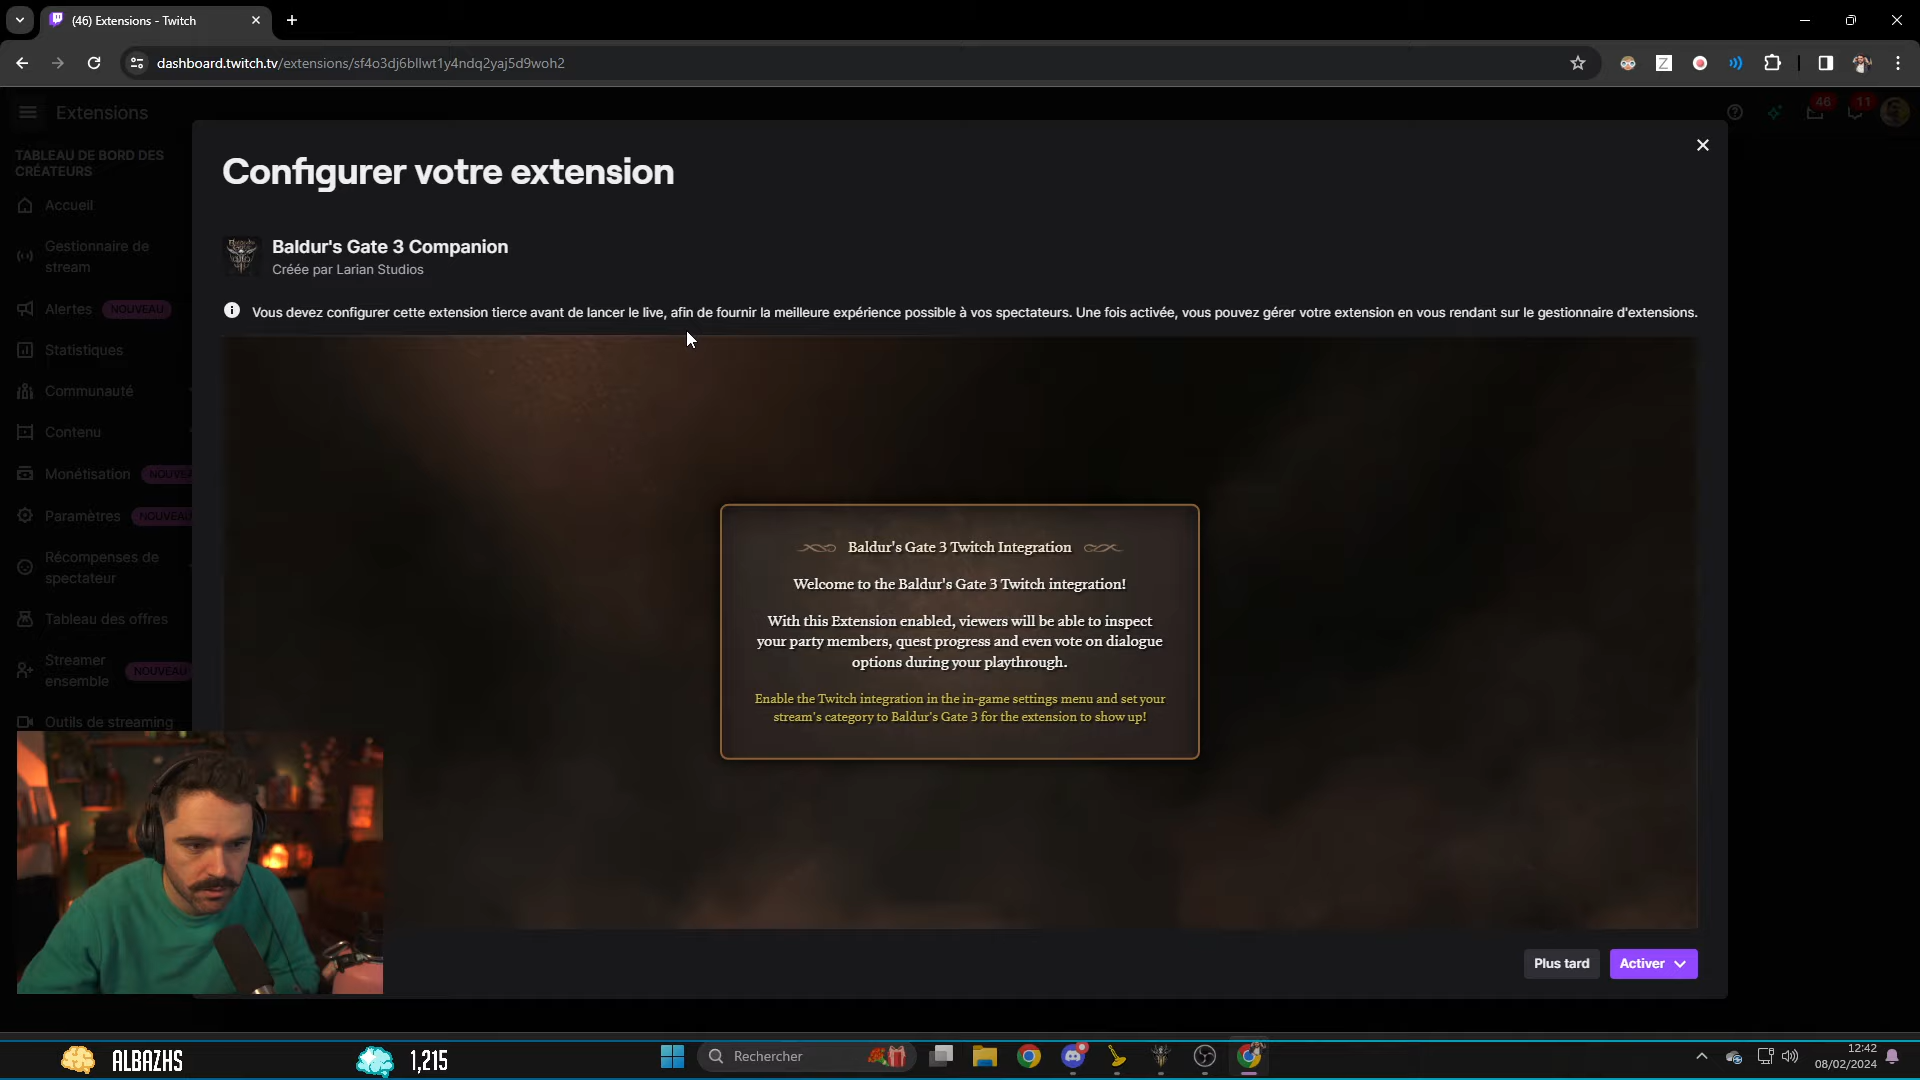 (46) Extensions - Twitch
dashboard.twitch.tv/extensions/sf4o3dj6bllwt1y4ndq2yaj5d9woh2
Extensions
46
11
TABLEAU DE BORD DES
CRÉATEURS
Accueil
Gestionnaire de
stream
Alertes
NOUVEAU
Statistiques
Communauté
Contenu
Monétisation
NOUVEA
Paramètres
NOUVEAU
Récompenses de
spectateur
Tableau des offres
Streamer
ensemble
NOUVEAU
Outils de streaming
Configurer votre extension
Baldur's Gate 3 Companion
Créée par Larian Studios
Vous devez configurer cette extension tierce avant de lancer le live, afin de fournir la meilleure expérience possible à vos spectateurs. Une fois activée, vous pouvez gérer votre extension en vous rendant sur le gestionnaire d'extensions.
Baldur's Gate 3 Twitch Integration
Welcome to the Baldur's Gate 3 Twitch integration!
With this Extension enabled, viewers will be able to inspect
your party members, quest progress and even vote on dialogue
options during your playthrough.
Enable the Twitch integration in the in-game settings menu and set your
stream's category to Baldur's Gate 3 for the extension to show up!
Plus tard
Activer
ALBAZHS
1,215
Rechercher
12:42
08/02/2024